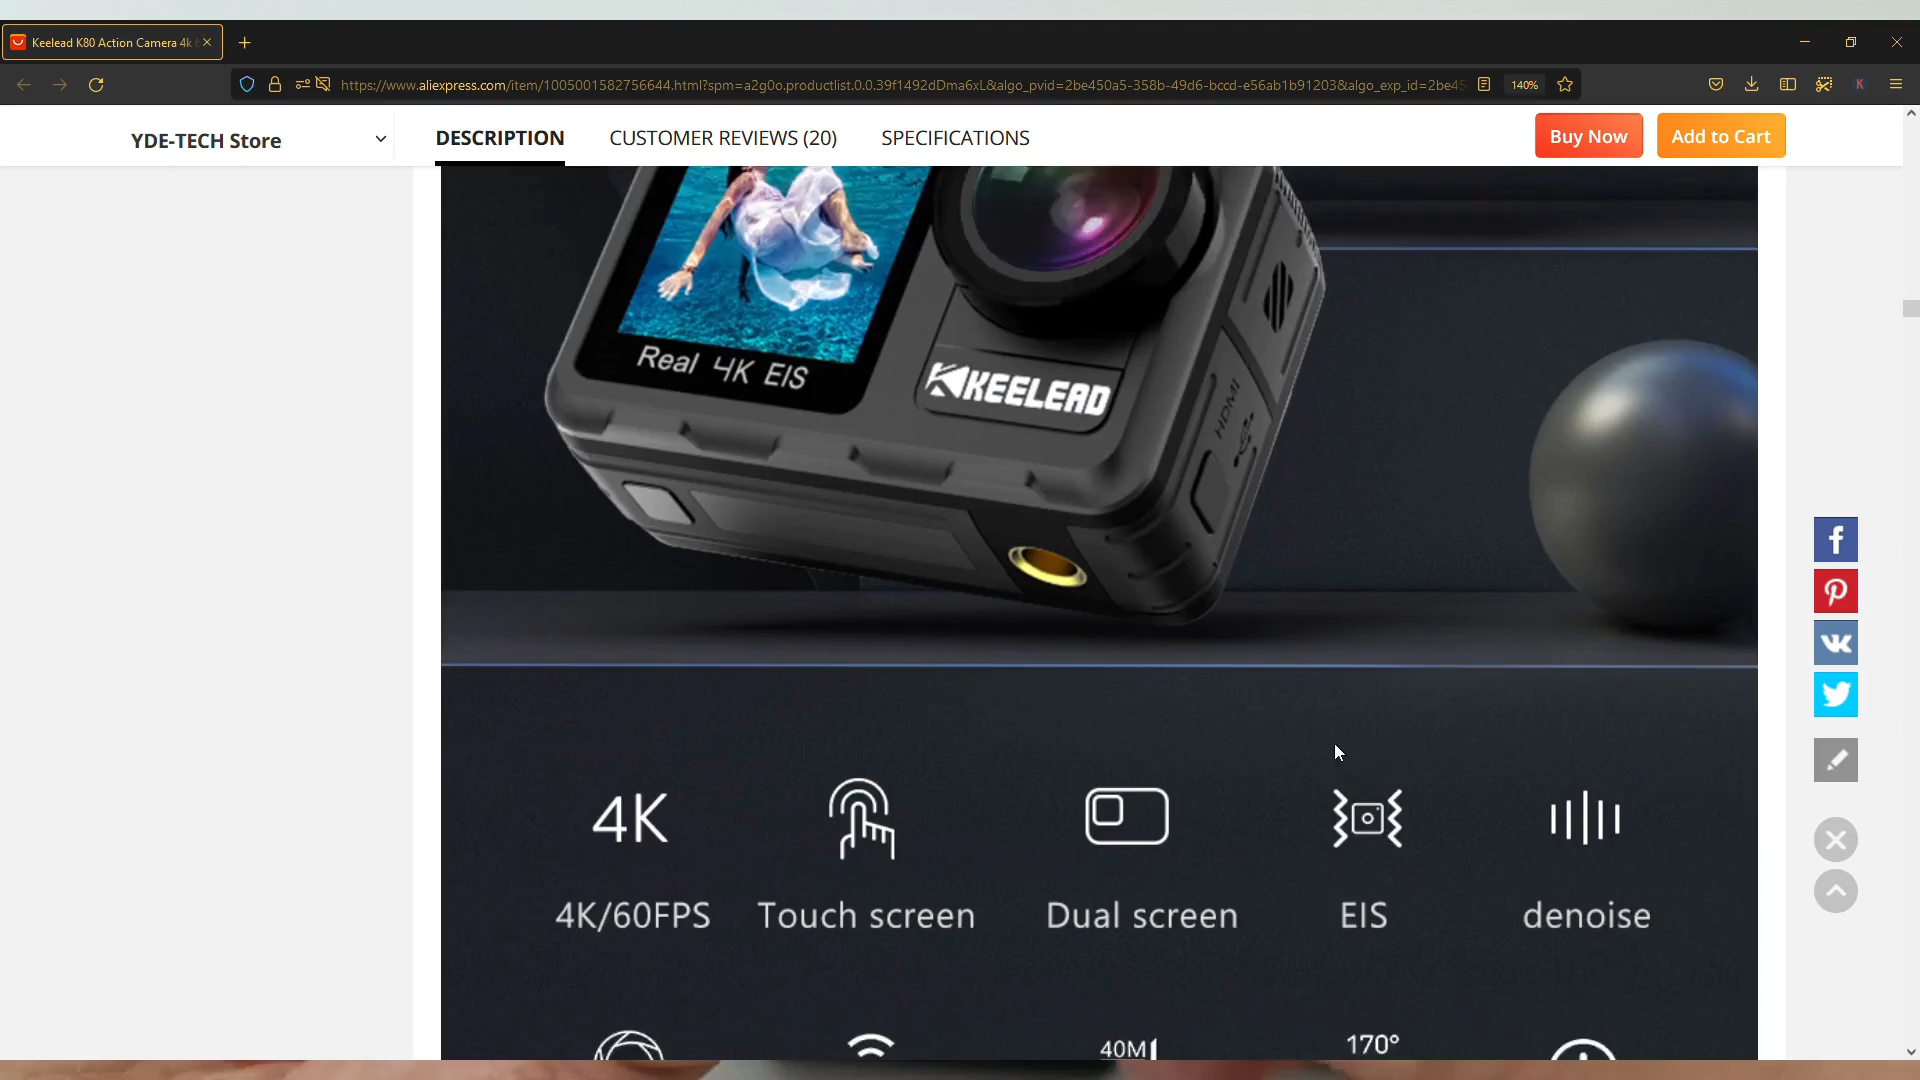 Keelead K80 Action Camera 4k
https://www.aliexpress.com/item/1005001582756644.html?spm=a2g0o.productlist.0.0.39f1492dDma6xL&algo_pvid=2be450a5-358b-49d6-bccd-e56ab1b91203&algo_exp_id=2be45
140%
YDE-TECH Store
DESCRIPTION
CUSTOMER REVIEWS (20)
SPECIFICATIONS
Buy Now
Add to Cart
Real 4K EIS
KEELEAD
HDMI
4K
4K/60FPS
Touch screen
Dual screen
EIS
denoise
40M
170°